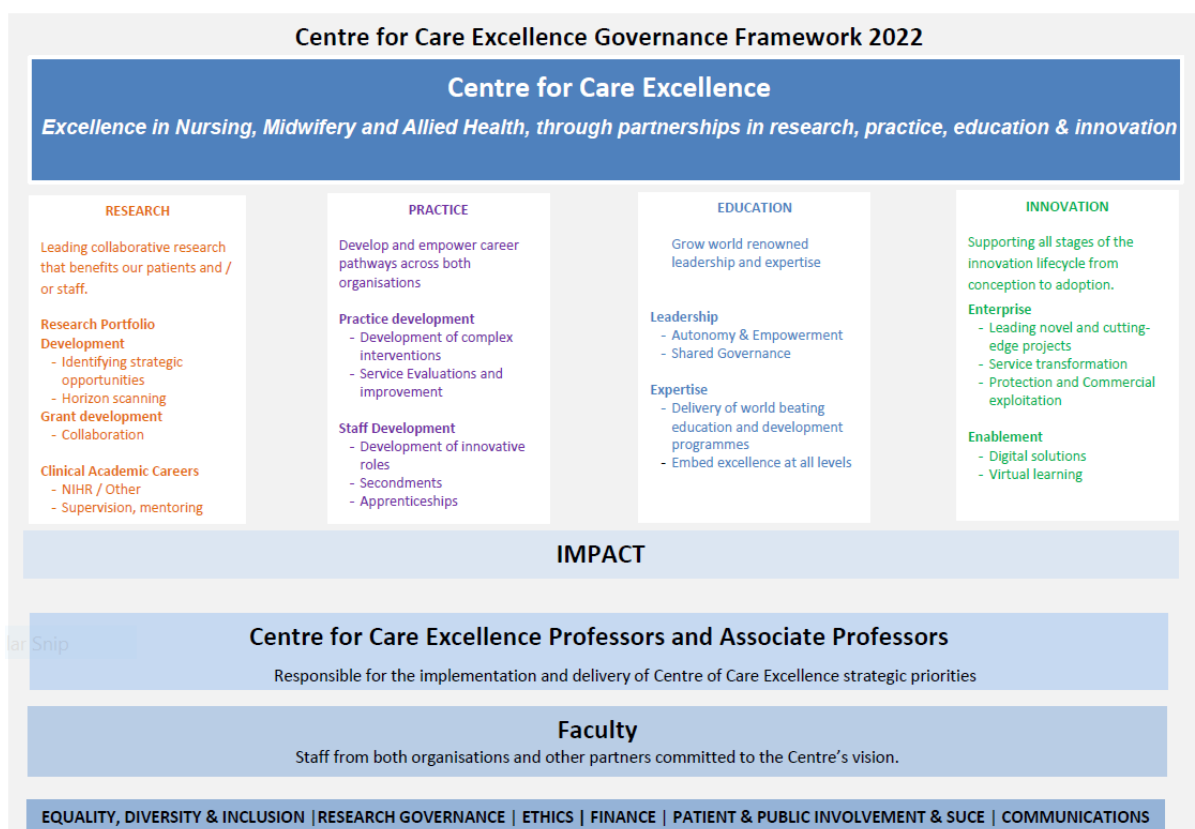 Centre for Care Excellence Governance Framework 2022
Centre for Care Excellence
Excellence in Nursing, Midwifery and Allied Health, through partnerships in research, practice, education & innovation
RESEARCH
Leading collaborative research
that benefits our patients and /
or staff.
Research Portfolio
Development
- Identifying strategic
opportunities
- Horizon scanning
Grant development
- Collaboration
Clinical Academic Careers
- NIHR / Other
- Supervision, mentoring
PRACTICE
Develop and empower career
pathways across both
organisations
Practice development
- Development of complex
interventions
- Service Evaluations and
improvement
Staff Development
- Development of innovative
roles
- Secondments
- Apprenticeships
EDUCATION
Grow world renowned
leadership and expertise
Leadership
- Autonomy & Empowerment
- Shared Governance
Expertise
- Delivery of world beating
education and development
programmes
- Embed excellence at all levels
INNOVATION
Supporting all stages of the
innovation lifecycle from
conception to adoption.
Enterprise
- Leading novel and cutting-
edge projects
- Service transformation
- Protection and Commercial
exploitation
Enablement
- Digital solutions
- Virtual learning
IMPACT
lar Snip
Centre for Care Excellence Professors and Associate Professors
Responsible for the implementation and delivery of Centre of Care Excellence strategic priorities
Faculty
Staff from both organisations and other partners committed to the Centre's vision.
EQUALITY, DIVERSITY & INCLUSION |RESEARCH GOVERNANCE | ETHICS | FINANCE | PATIENT & PUBLIC INVOLVEMENT & SUCE | COMMUNICATIONS